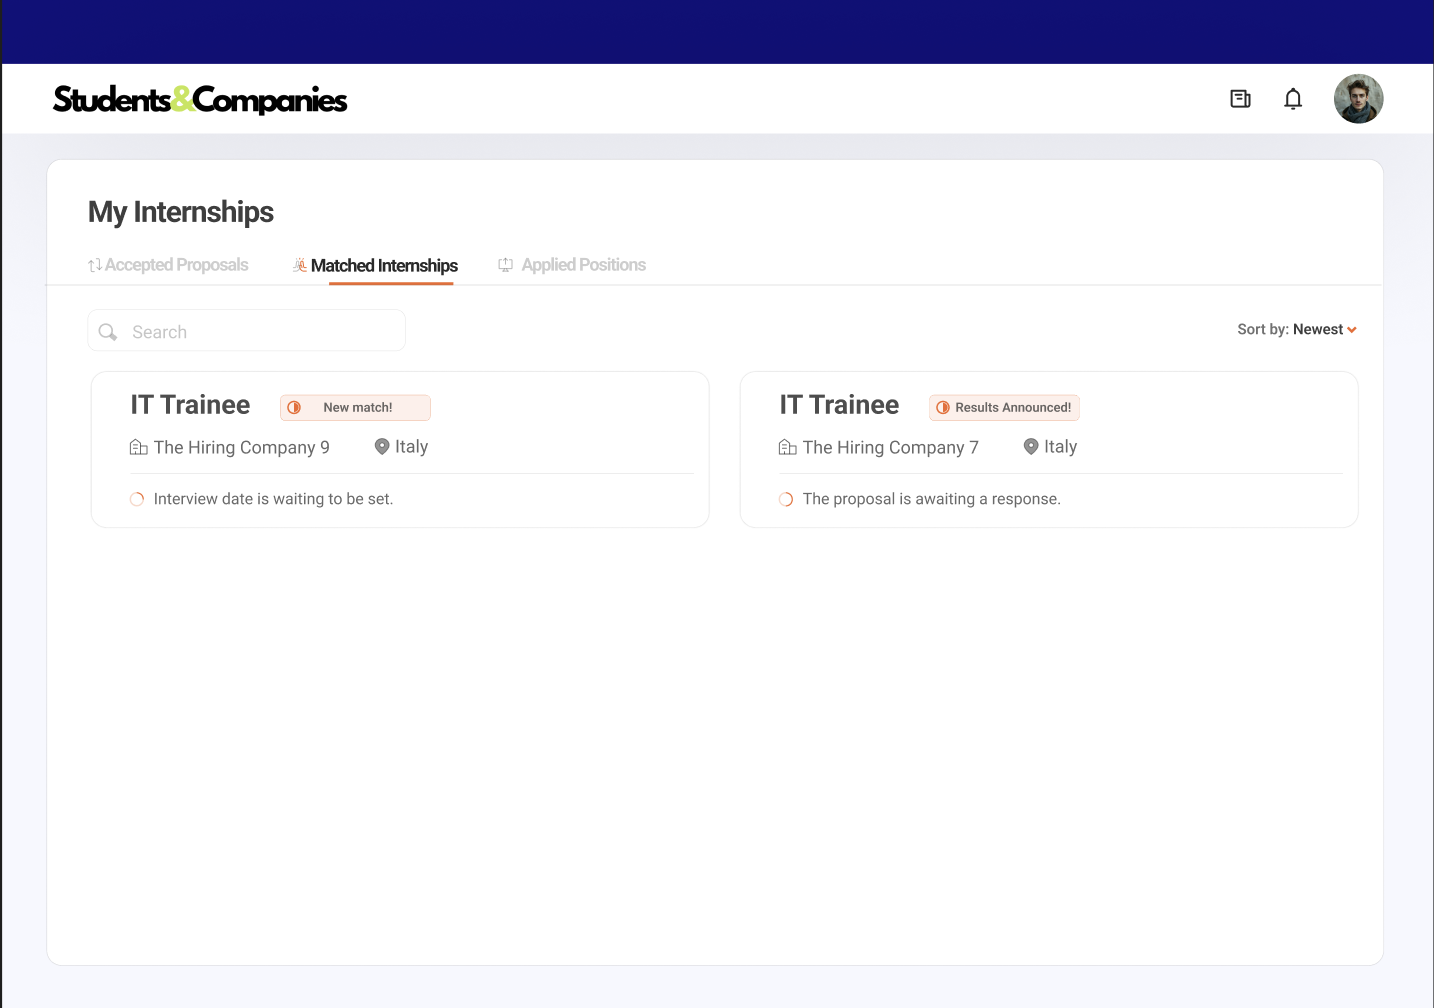 Students&Companies
My Internships
Accepted Proposals Matched Internships Applied Positions
Search
Sort by: Newest
IT Trainee New match!
The Hiring Company 9 Italy
Interview date is waiting to be set.
IT Trainee Results Announced!
The Hiring Company 7 Italy
The proposal is awaiting a response.